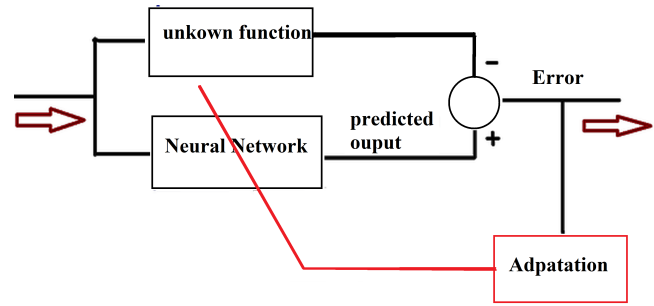 unkown function
−
Error
predicted
ouput
Neural Network
+
Adpatation